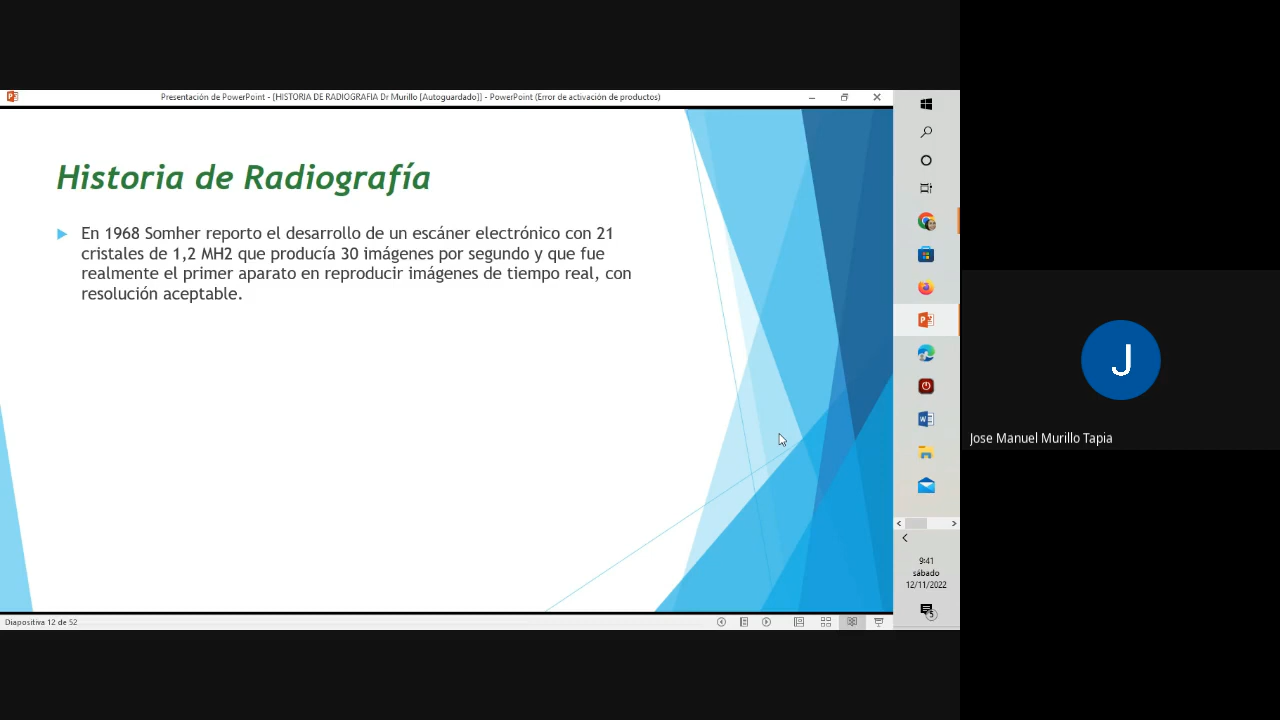 Presentación de PowerPoint - [HISTORIA DE RADIOGRAFIA Dr Murillo [Autoguardado]] - PowerPoint (Error de activación de productos)
Historia de Radiografía
En 1968 Somher reporto el desarrollo de un escáner electrónico con 21
cristales de 1,2 MH2 que producía 30 imágenes por segundo y que fue
realmente el primer aparato en reproducir imágenes de tiempo real, con
resolución aceptable.
J
Jose Manuel Murillo Tapia
9:41
sábado
12/11/2022
5
Diapositiva 12 de 52